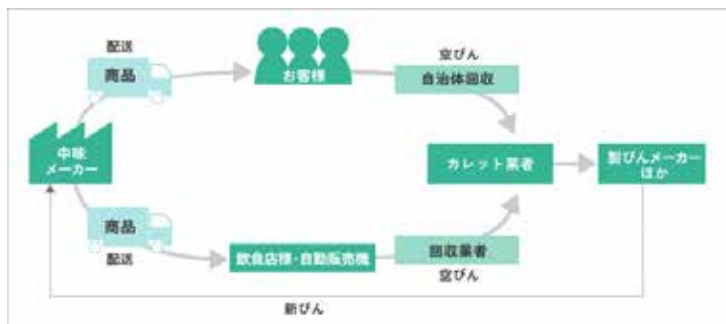 配送
商品
お客様
空びん
自治体回収
中味
メーカー
カレット業者
製びんメーカー
ほか
商品
配送
飲食店様・自動販売機
回収業者
空びん
新びん